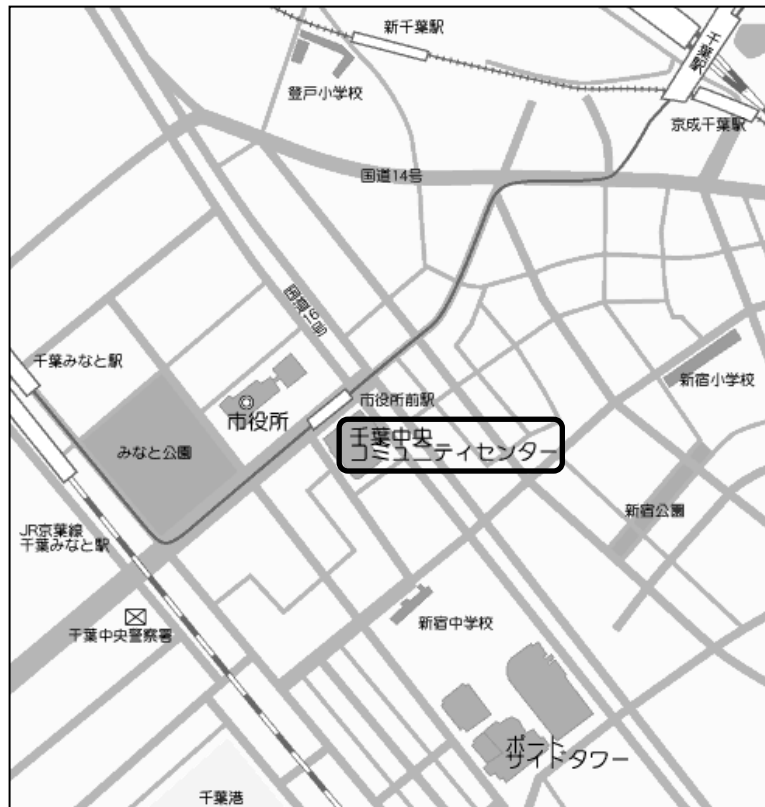 新千葉駅
千葉駅
登戸小学校
京成千葉駅
国道14号
国道16号
千葉みなと駅
新宿小学校
市役所前駅
市役所
千葉中央
コミュニティセンター
みなと公園
新宿公園
JR京葉線
千葉みなと駅
新宿中学校
千葉中央警察署
ポート
サイドタワー
千葉港